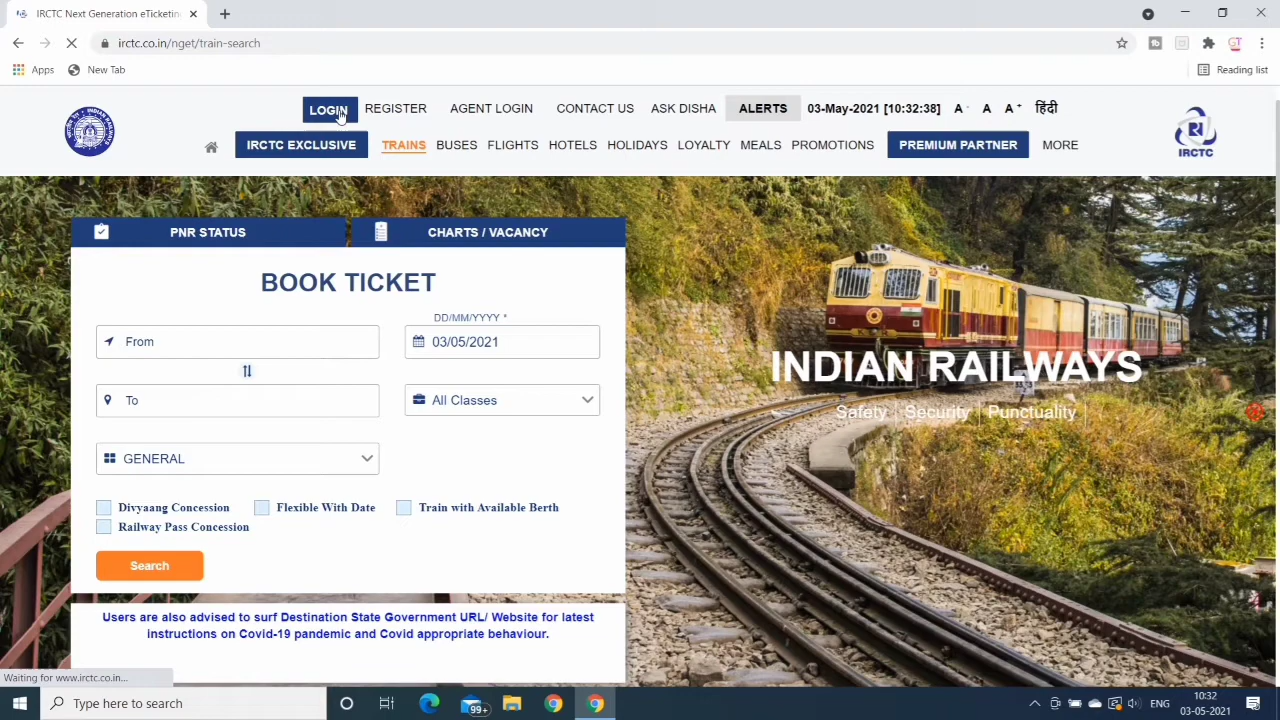 IRCTC Next Generation eTicketing
irctc.co.in/nget/train-search
Apps New Tab Reading list
LOGIN REGISTER AGENT LOGIN CONTACT US ASK DISHA ALERTS 03-May-2021 [10:32:38] A- A A+ हिंदी
IRCTC EXCLUSIVE TRAINS BUSES FLIGHTS HOTELS HOLIDAYS LOYALTY MEALS PROMOTIONS PREMIUM PARTNER MORE
IRCTC
PNR STATUS CHARTS / VACANCY
BOOK TICKET
DD/MM/YYYY *
From 03/05/2021
To All Classes
GENERAL
Divyaang Concession Flexible With Date Train with Available Berth
Railway Pass Concession
Search
INDIAN RAILWAYS
Safety | Security | Punctuality |
Users are also advised to surf Destination State Government URL/ Website for latest
instructions on Covid-19 pandemic and Covid appropriate behaviour.
Waiting for www.irctc.co.in...
Type here to search 99+ ENG 10:32
03-05-2021